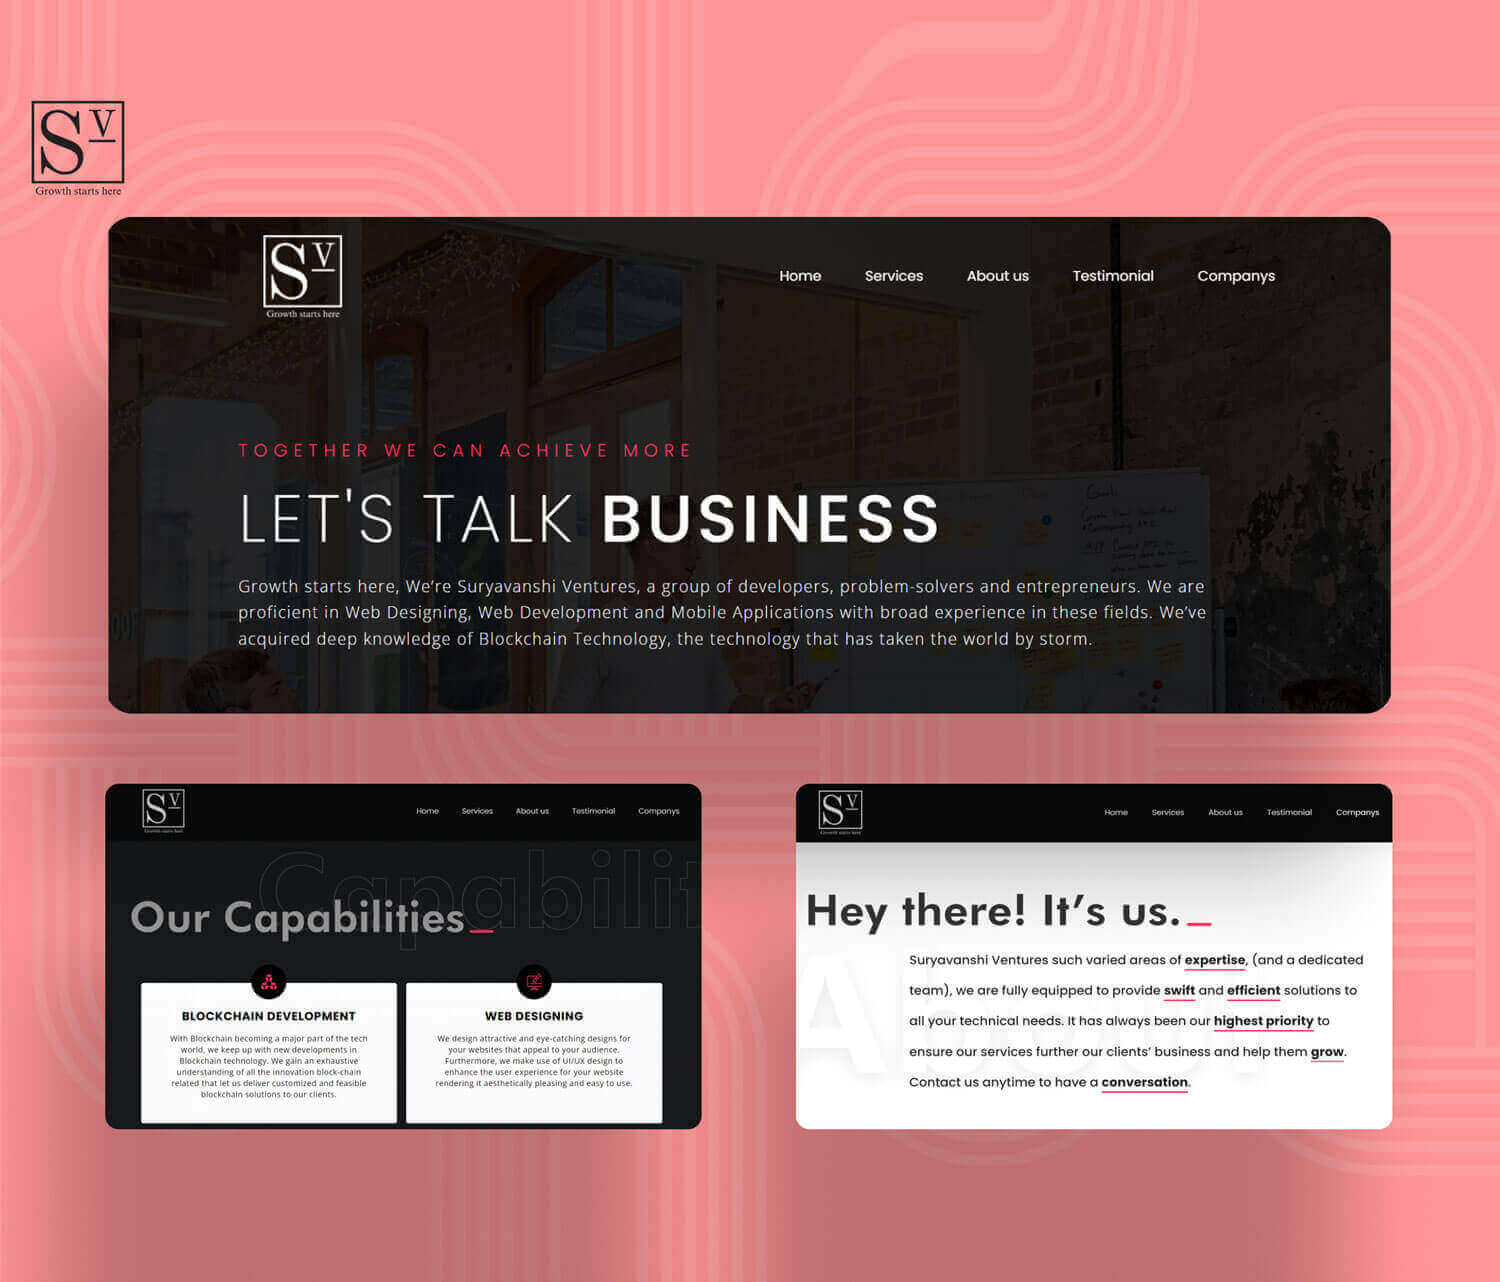 SV
Growth starts here
SV
Growth starts here
Home Services About us Testimonial Companys
TOGETHER WE CAN ACHIEVE MORE
LET'S TALK BUSINESS
Growth starts here, We’re Suryavanshi Ventures, a group of developers, problem-solvers and entrepreneurs. We are
proficient in Web Designing, Web Development and Mobile Applications with broad experience in these fields. We’ve
acquired deep knowledge of Blockchain Technology, the technology that has taken the world by storm.
SV
Growth starts here
Home Services About us Testimonial Companys
Capabilit
Our Capabilities_
BLOCKCHAIN DEVELOPMENT
With Blockchain becoming a major part of the tech
world, we keep up with new developments in
Blockchain technology. We gain an exhaustive
understanding of all the innovation block-chain
related that let us deliver customized and feasible
blockchain solutions to our clients.
WEB DESIGNING
We design attractive and eye-catching designs for
your websites that appeal to your audience.
Furthermore, we make use of UI/UX design to
enhance the user experience for your website
rendering it aesthetically pleasing and easy to use.
SV
Growth starts here
Home Services About us Testimonial Companys
Hey there! It’s us._
About
Suryavanshi Ventures such varied areas of expertise, (and a dedicated
team), we are fully equipped to provide swift and efficient solutions to
all your technical needs. It has always been our highest priority to
ensure our services further our clients’ business and help them grow.
Contact us anytime to have a conversation.